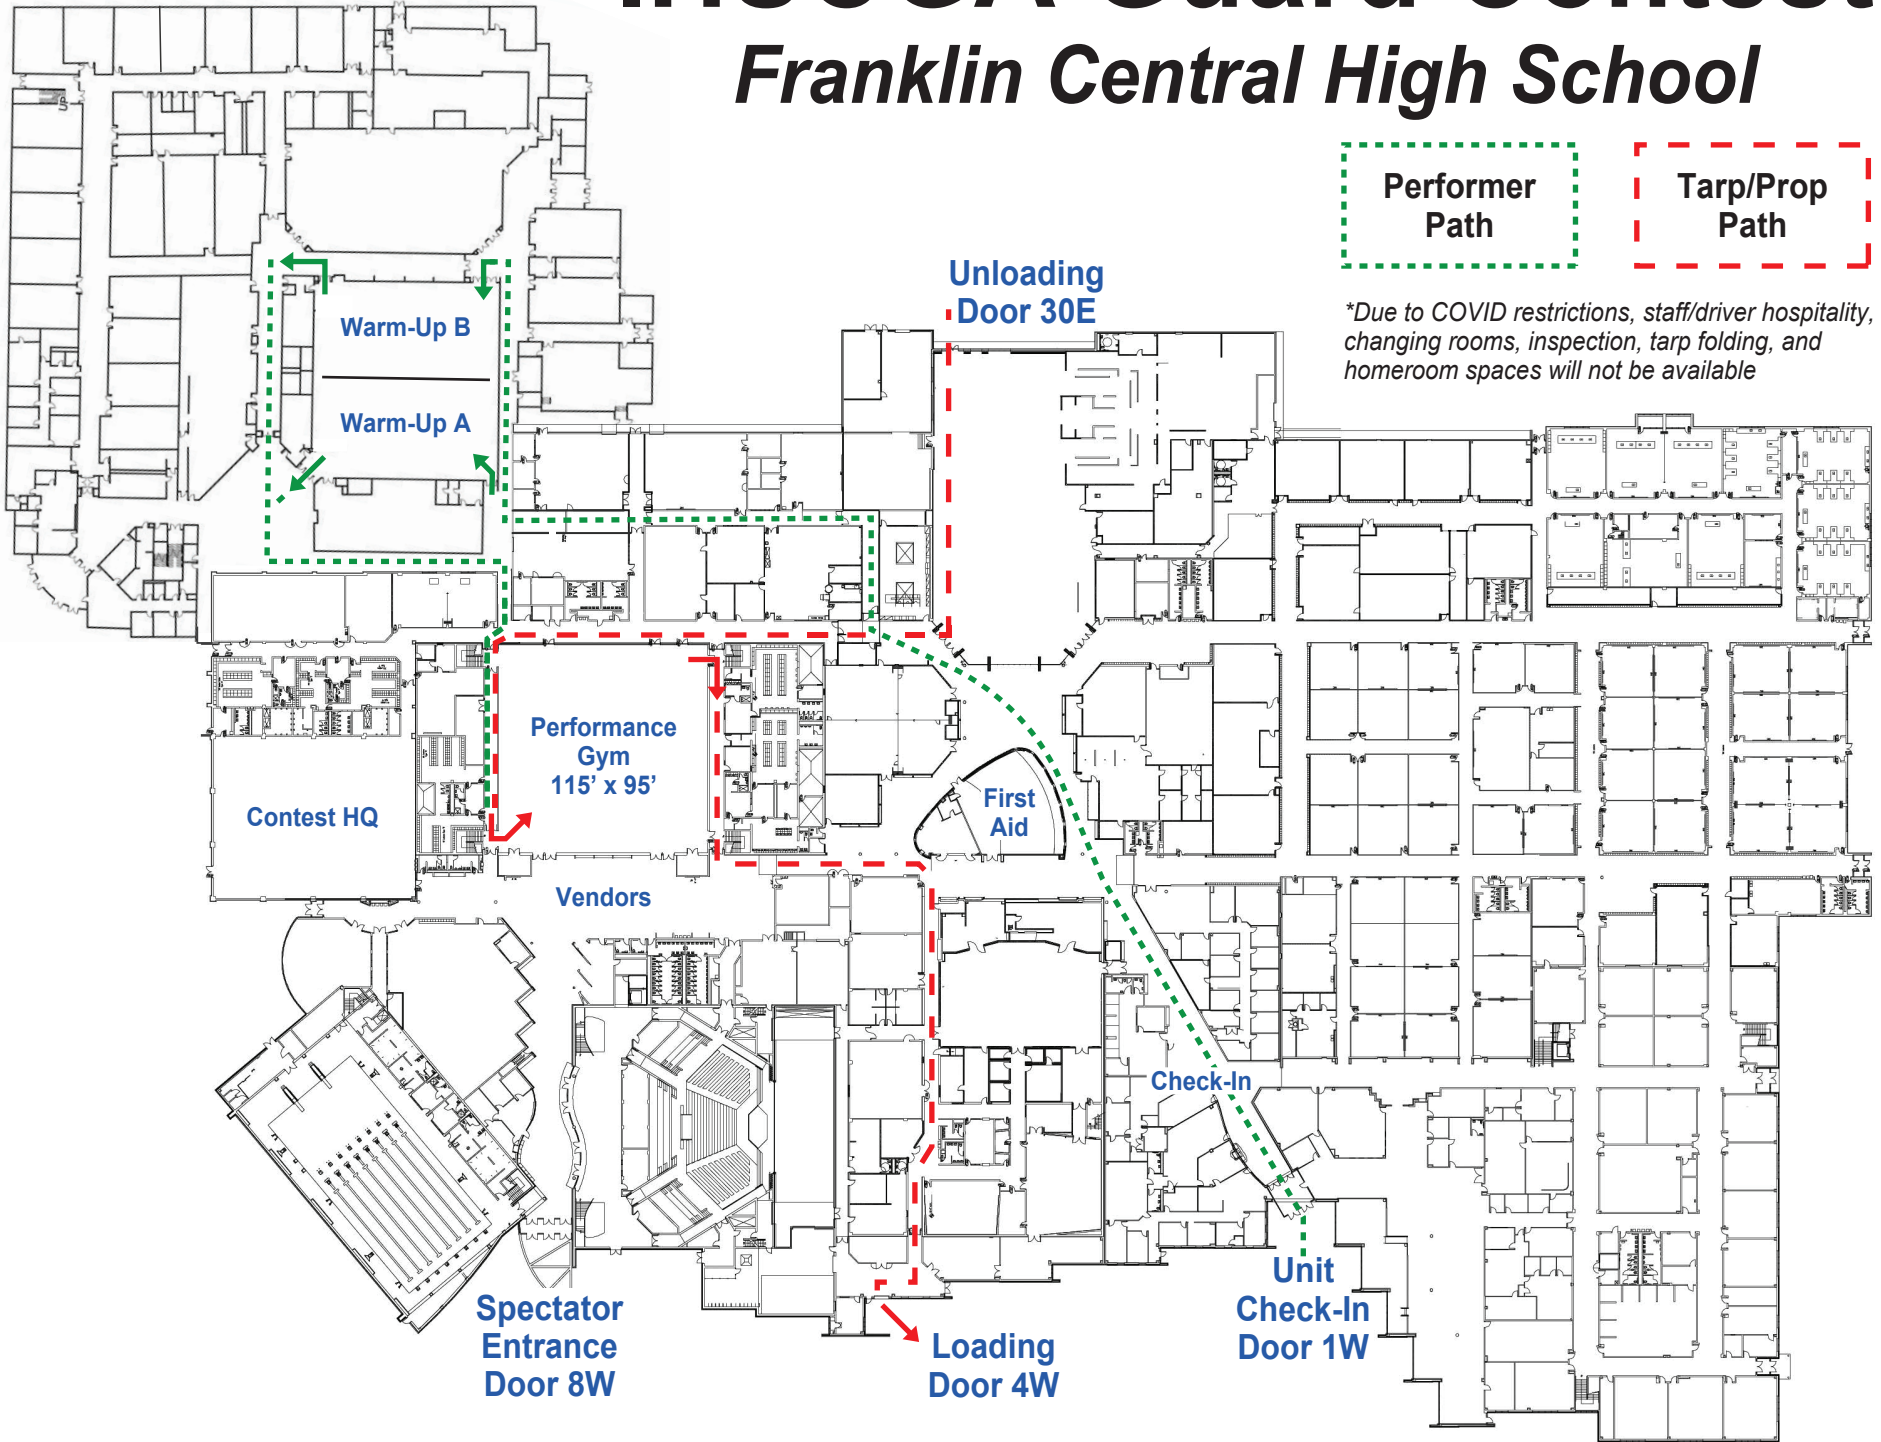 Franklin Central High School
Performer
Path
Tarp/Prop
Path
*Due to COVID restrictions, staff/driver hospitality,
changing rooms, inspection, tarp folding, and
homeroom spaces will not be available
Unloading
Door 30E
Warm-Up B
Warm-Up A
Performance
Gym
115’ x 95’
First
Aid
Contest HQ
Vendors
Check-In
Unit
Check-In
Door 1W
Spectator
Entrance
Door 8W
Loading
Door 4W